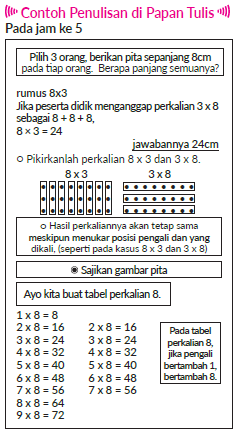 Contoh Penulisan di Papan Tulis
Pada jam ke 5
Pilih 3 orang, berikan pita sepanjang 8cm
pada tiap orang. Berapa panjang semuanya?
rumus 8x3
Jika peserta didik menganggap perkalian 3 x 8
sebagai 8 + 8 + 8,
8 × 3 = 24
jawabannya 24cm
○ Pikirkanlah perkalian 8 x 3 dan 3 × 8.
8 x 3 3 x 8
○ Hasil perkaliannya akan tetap sama
meskipun menukar posisi pengali dan yang
dikali, (seperti pada kasus 8 x 3 dan 3 x 8)
◉ Sajikan gambar pita
Ayo kita buat tabel perkalian 8.
1 x 8 = 8
2 x 8 = 16 2 x 8 = 16
3 x 8 = 24 3 x 8 = 24
4 x 8 = 32 4 x 8 = 32
5 x 8 = 40 5 x 8 = 40
6 x 8 = 48 6 x 8 = 48
7 x 8 = 56 7 x 8 = 56
8 x 8 = 64
9 x 8 = 72
Pada tabel
perkalian 8,
jika pengali
bertambah 1,
bertambah 8.